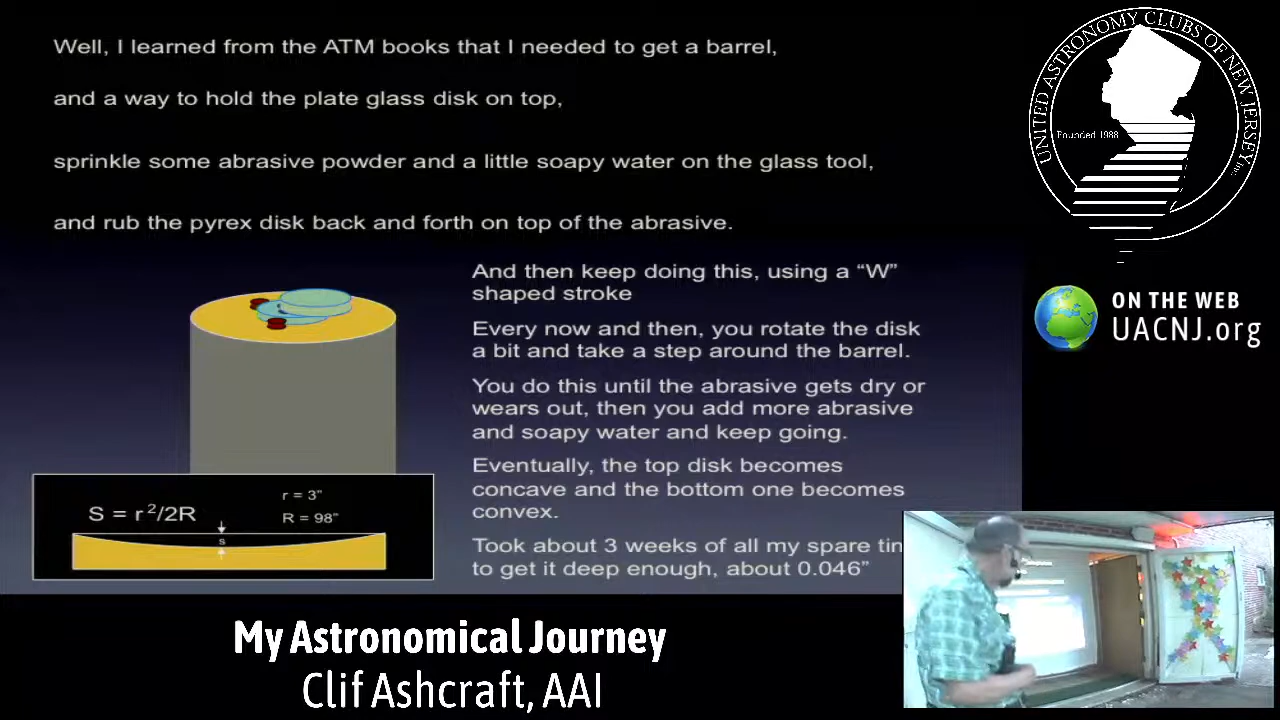 Well, I learned from the ATM books that I needed to get a barrel,
and a way to hold the plate glass disk on top,
sprinkle some abrasive powder and a little soapy water on the glass tool,
and rub the pyrex disk back and forth on top of the abrasive.
And then keep doing this, using a “W”
shaped stroke
Every now and then, you rotate the disk
a bit and take a step around the barrel.
You do this until the abrasive gets dry or
wears out, then you add more abrasive
and soapy water and keep going.
Eventually, the top disk becomes
concave and the bottom one becomes
convex.
Took about 3 weeks of all my spare
to get it deep enough, about 0.046”
S = r²/2R
r = 3”
R = 98”
s
UNITED ASTRONOMY CLUBS OF NEW JERSEY, Inc.
Founded 1988
ON THE WEB
UACNJ.org
My Astronomical Journey
Clif Ashcraft, AAI